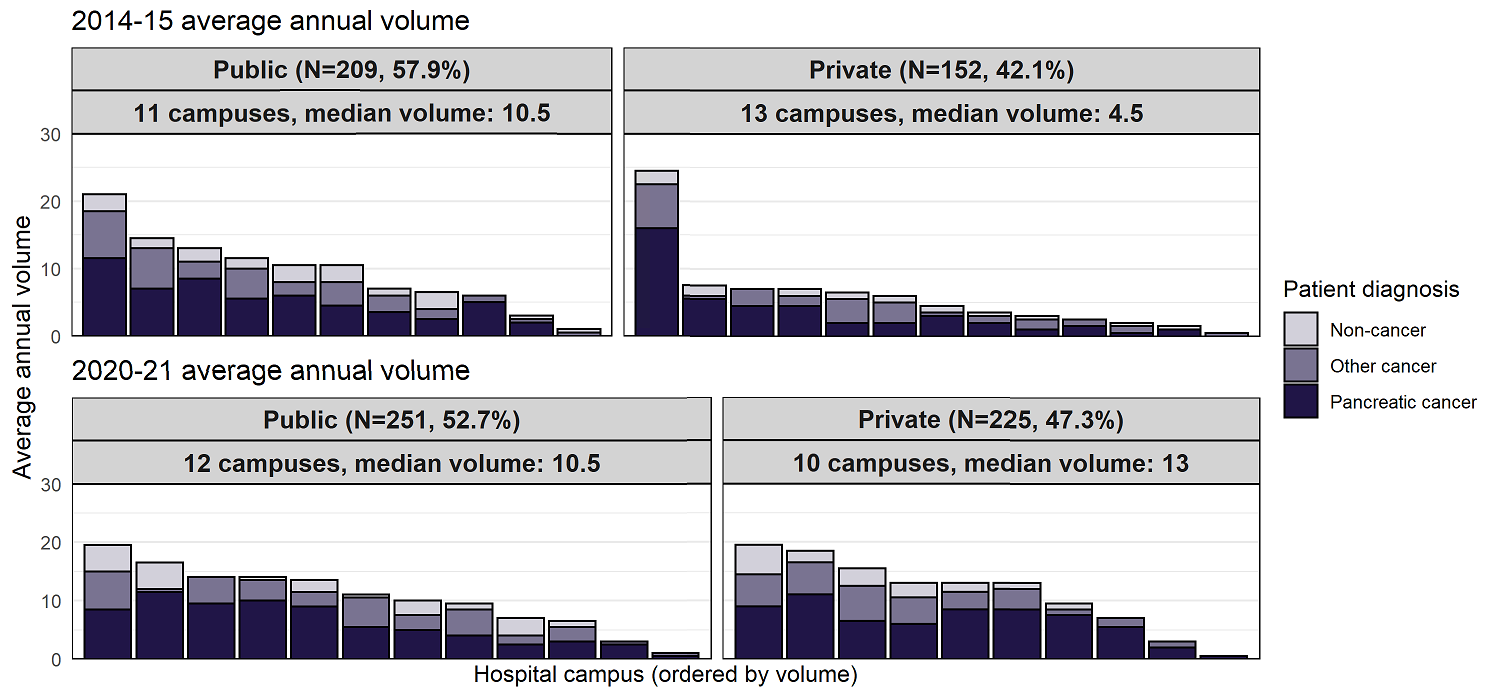 2014-15 average annual volume
Public (N=209, 57.9%)
Private (N=152, 42.1%)
11 campuses, median volume: 10.5
13 campuses, median volume: 4.5
30
20
10
0
2020-21 average annual volume
Public (N=251, 52.7%)
Private (N=225, 47.3%)
12 campuses, median volume: 10.5
10 campuses, median volume: 13
30
20
10
0
Average annual volume
Hospital campus (ordered by volume)
Patient diagnosis
Non-cancer
Other cancer
Pancreatic cancer